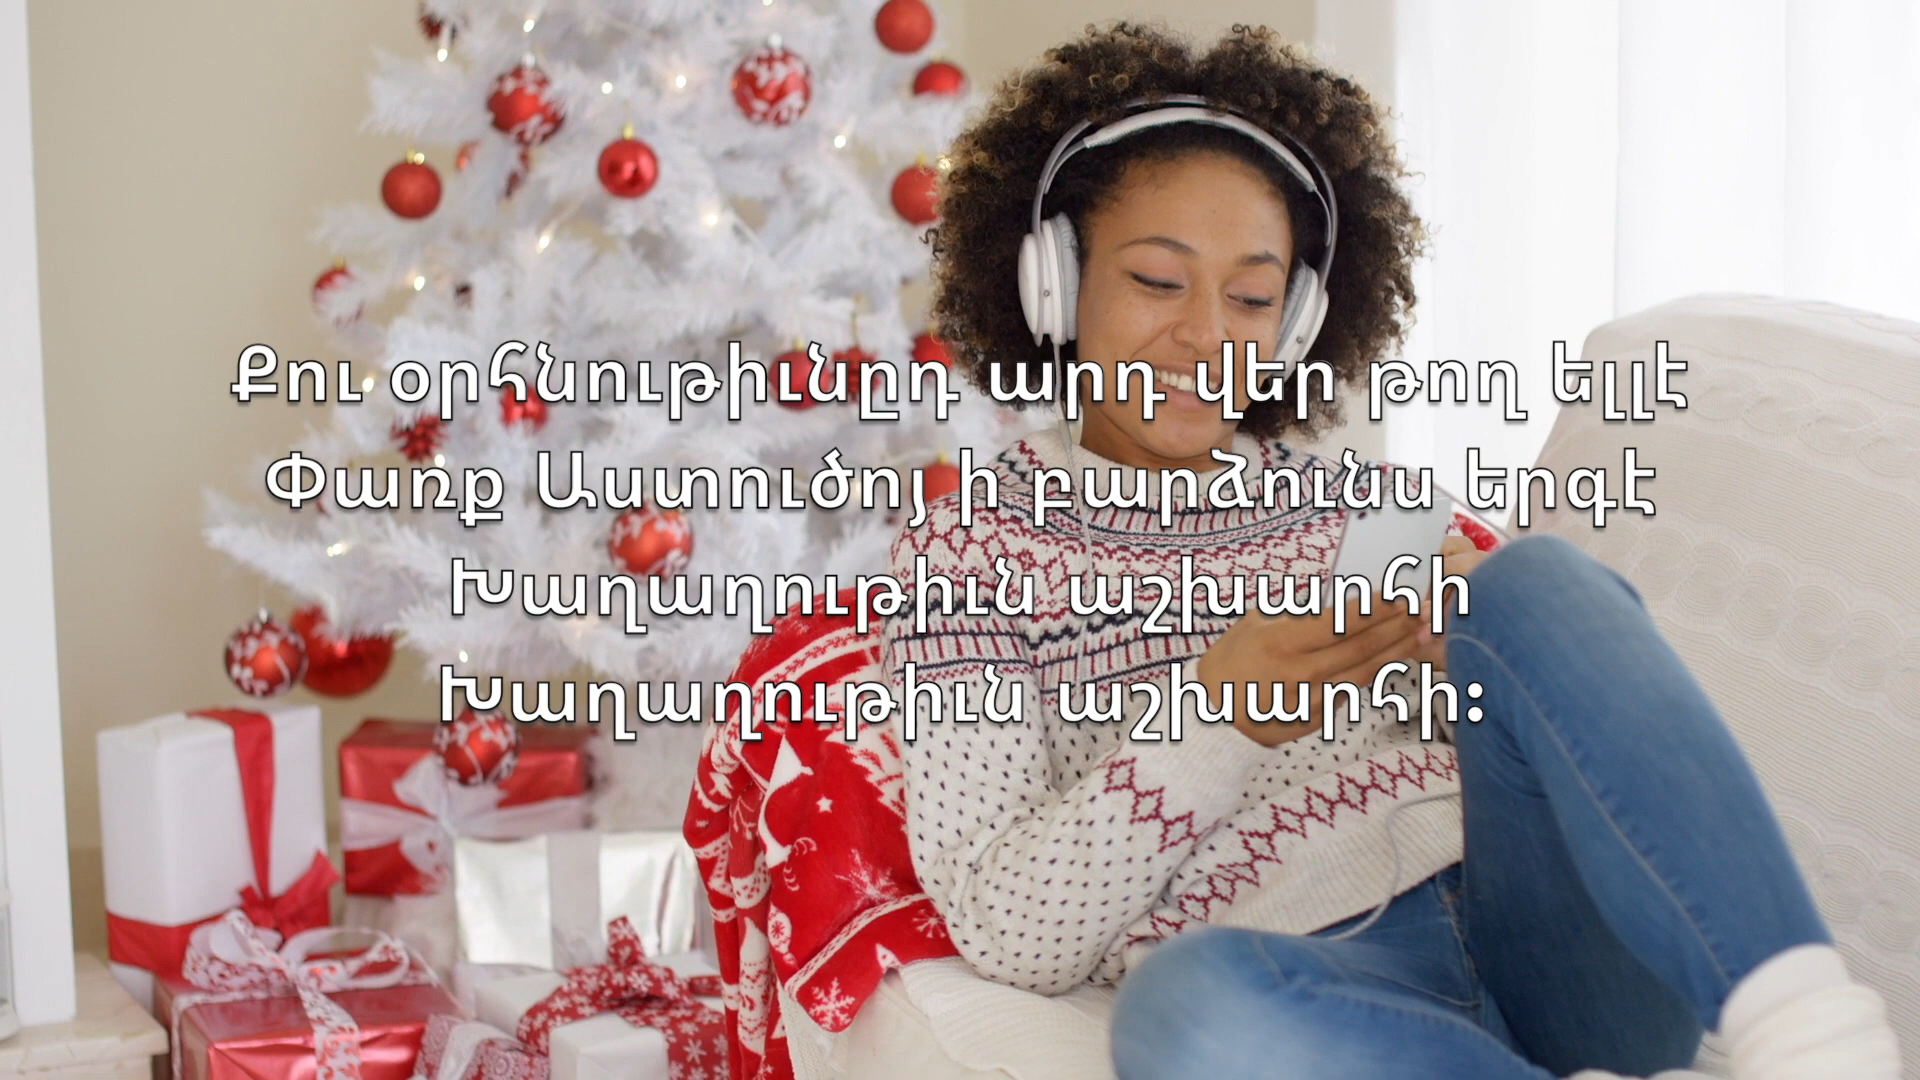 Քու օրհնութիւնըդ արդ վեր թող ելլէ
Փառք Աստուծոյ ի բարձունս երգէ
Խաղաղութիւն աշխարհի
Խաղաղութիւն աշխարհի։